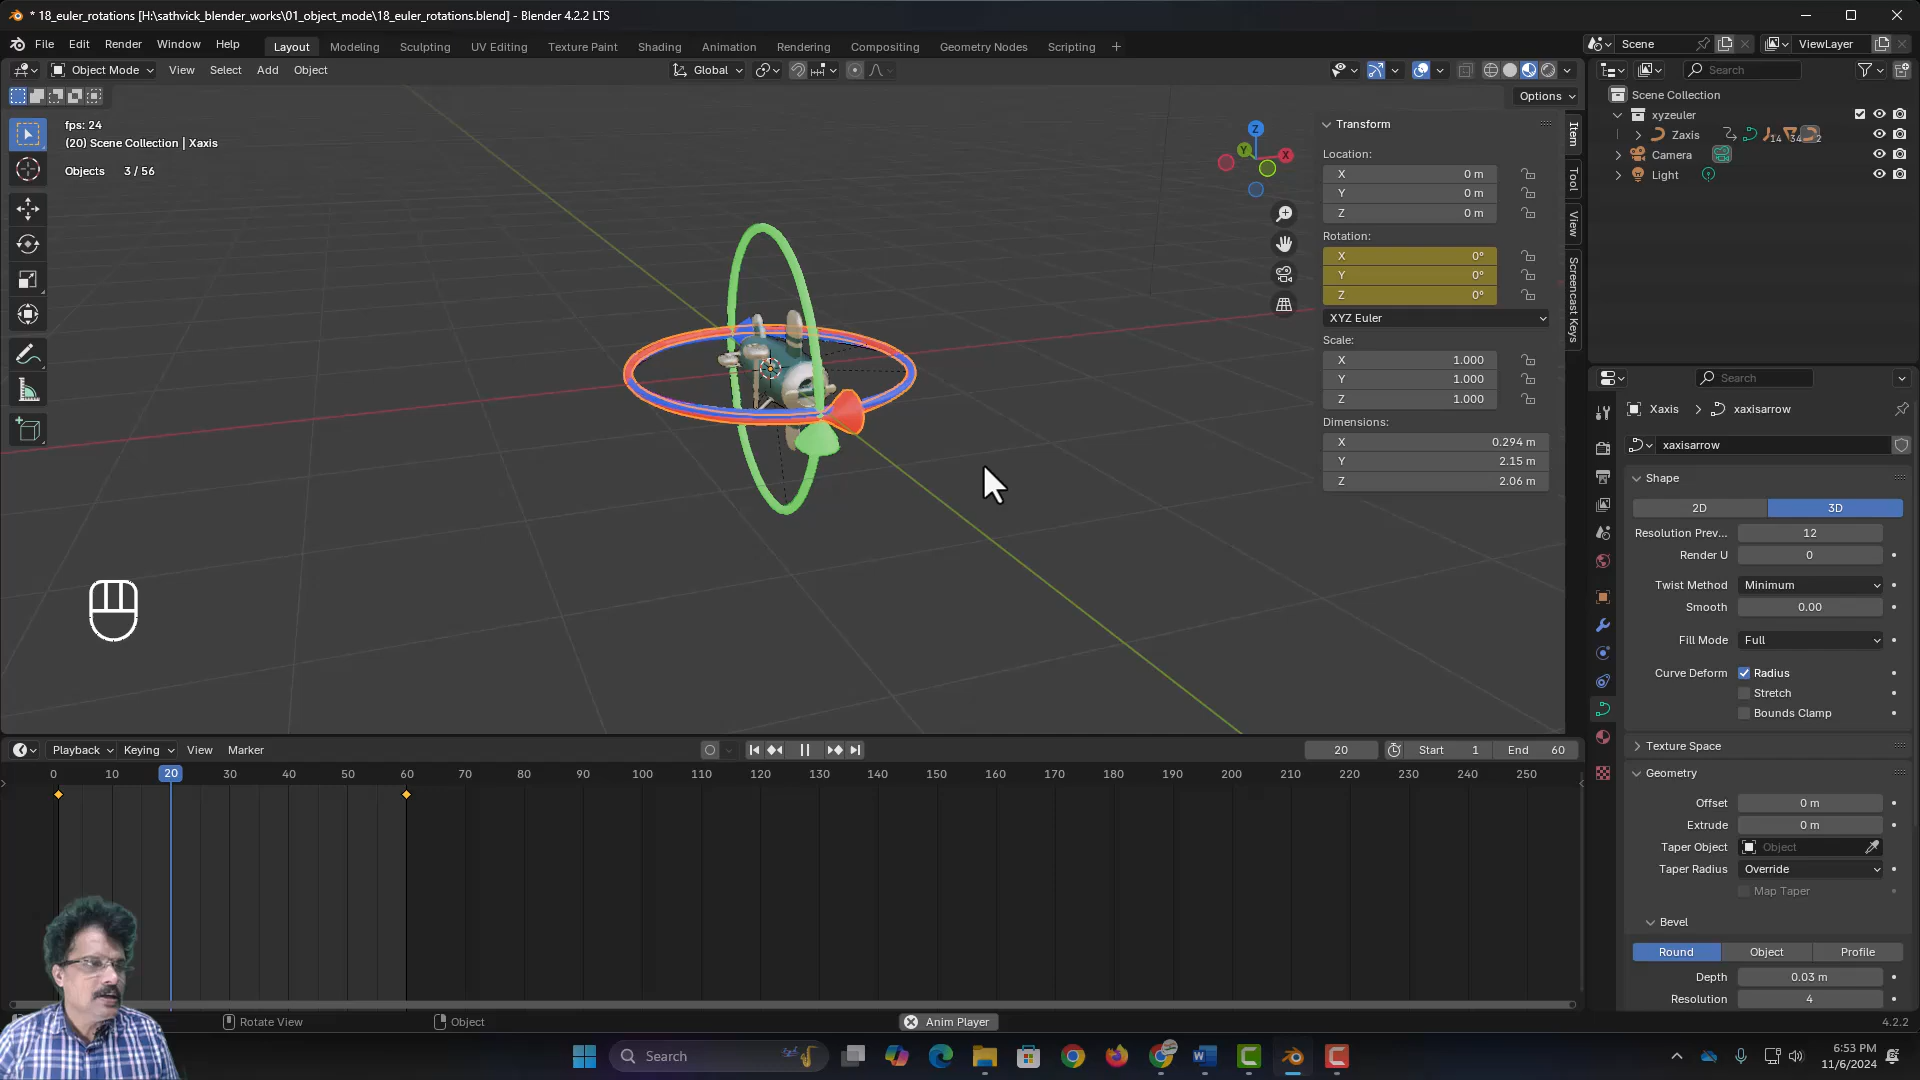 * 18_euler_rotations [H:\sathvick_blender_works\01_object_mode\18_euler_rotations.blend] - Blender 4.2.2 LTS
File Edit Render Window Help Layout Modeling Sculpting UV Editing Texture Paint Shading Animation Rendering Compositing Geometry Nodes Scripting + Scene ViewLayer
Object Mode View Select Add Object Global Search
Options
fps: 24
(20) Scene Collection | Xaxis
Objects 3 / 56
Z
Y
X
Transform
Location:
X 0 m
Y 0 m
Z 0 m
Rotation:
X 0°
Y 0°
Z 0°
XYZ Euler
Scale:
X 1.000
Y 1.000
Z 1.000
Dimensions:
X 0.294 m
Y 2.15 m
Z 2.06 m
Item
Tool
View
Screencast Keys
Scene Collection
xyzeuler
Zaxis 14 34 2
Camera
Light
Search
Xaxis > xaxisarrow
xaxisarrow
Shape
2D 3D
Resolution Prev... 12
Render U 0
Twist Method Minimum
Smooth 0.00
Fill Mode Full
Curve Deform Radius
Stretch
Bounds Clamp
Texture Space
Geometry
Offset 0 m
Extrude 0 m
Taper Object Object
Taper Radius Override
Map Taper
Bevel
Round Object Profile
Depth 0.03 m
Resolution 4
Playback Keying View Marker 20 Start 1 End 60
0 10 20 30 40 50 60 70 80 90 100 110 120 130 140 150 160 170 180 190 200 210 220 230 240 250
Rotate View Object Anim Player 4.2.2
Search
6:53 PM
11/6/2024